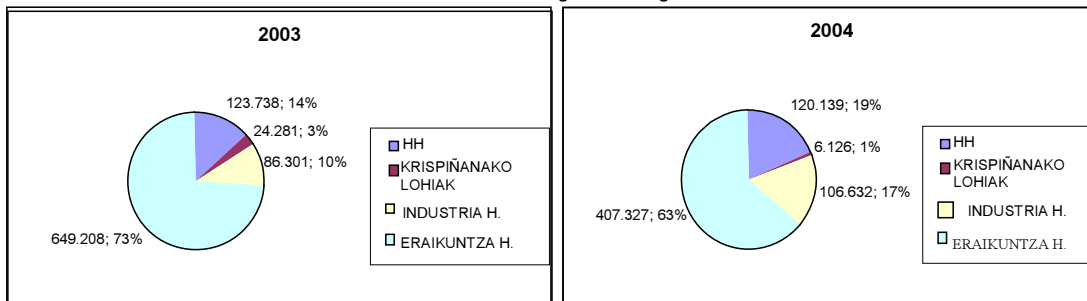 2003
123.738; 14%
24.281; 3%
86.301; 10%
649.208; 73%
HH
KRISPIÑANAKO
LOHIAK
INDUSTRIA H.
ERAIKUNTZA H.
2004
120.139; 19%
6.126; 1%
106.632; 17%
407.327; 63%
HH
KRISPIÑANAKO
LOHIAK
INDUSTRIA H.
ERAIKUNTZA H.